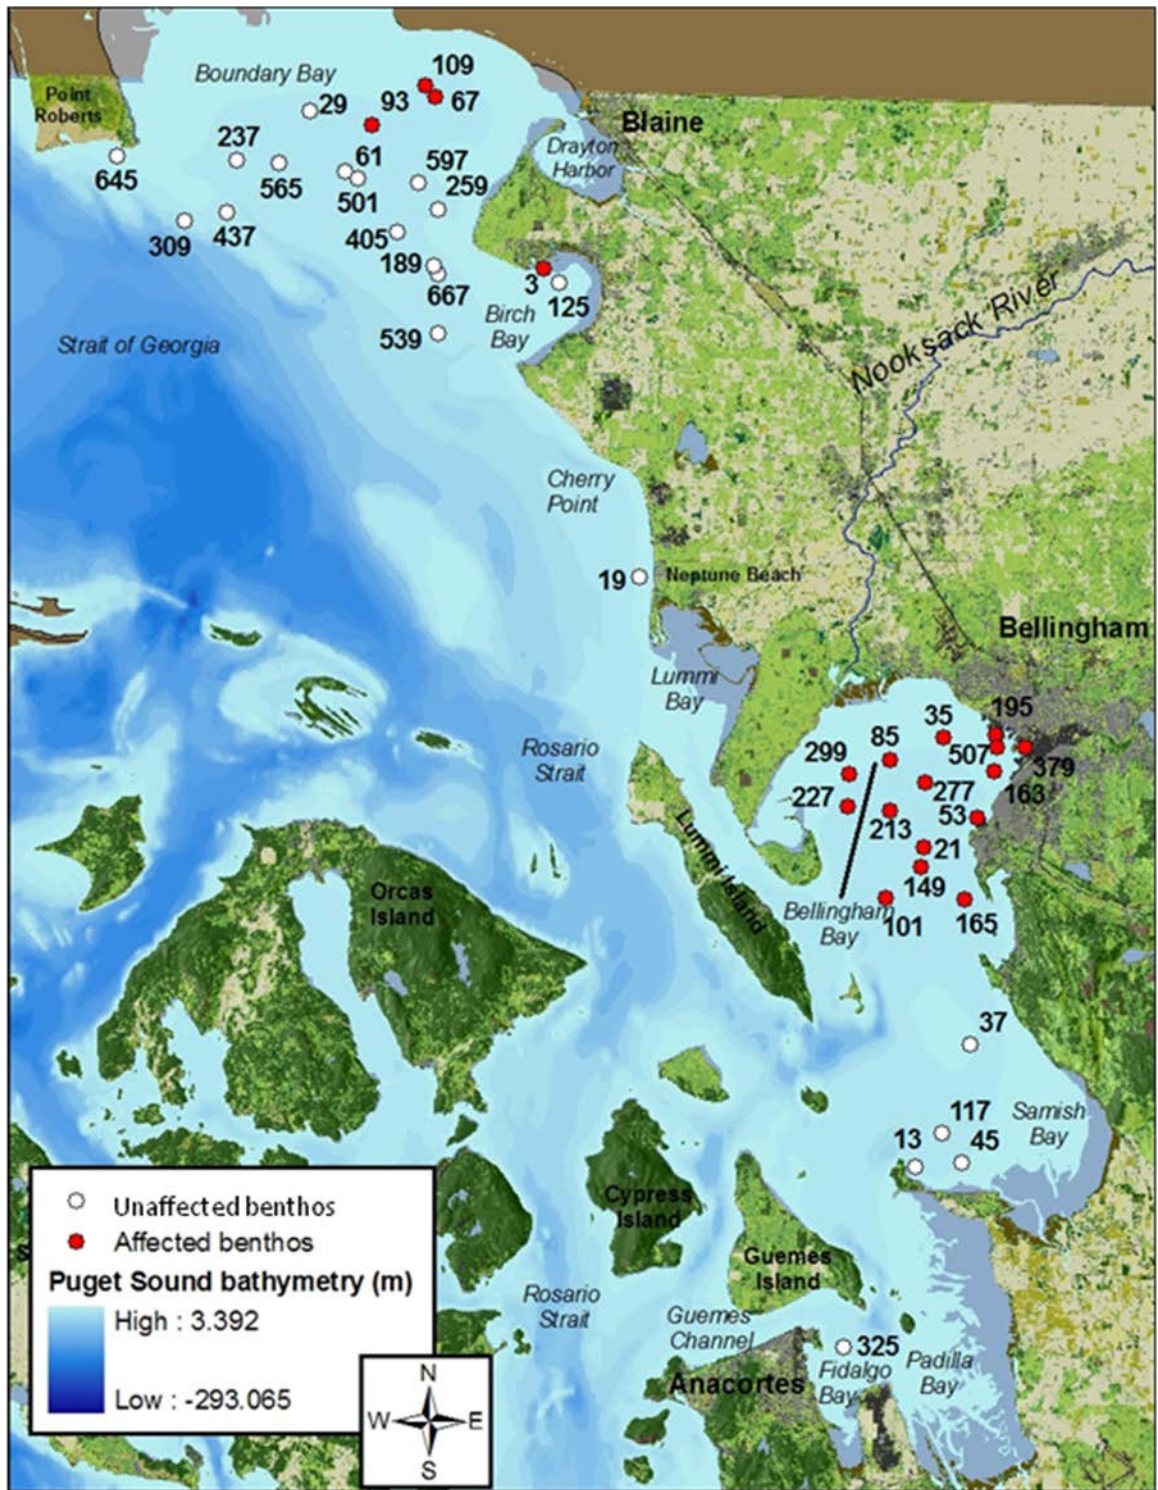 109
Boundary Bay
Point
Roberts
29
93
67
Blaine
237
61
597
Drayton
Harbor
645
565
501
259
309
437
405
189
3
667
125
Birch
Bay
539
Strait of Georgia
Nooksack River
Cherry
Point
19
Neptune Beach
Bellingham
Lummi
Bay
195
35
85
299
507
379
Rosario
Strait
277
163
227
53
213
21
Lummi Island
149
Orcas
Island
Bellingham
Bay
101
165
37
117
Samish
Bay
13
45
Cypress
Island
Guemes
Island
Unaffected benthos
Affected benthos
S
Puget Sound bathymetry (m)
High : 3.392
Low : -293.065
Rosario
Strait
Guemes
Channel
325
Fidalgo
Bay
Padilla
Bay
Anacortes
N
W
E
S